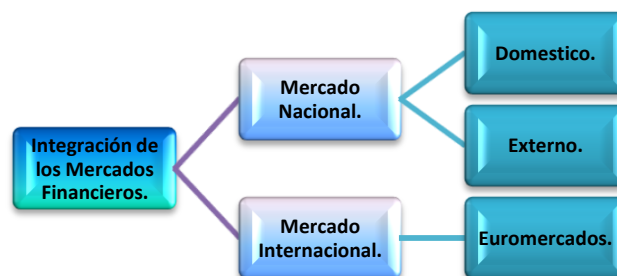 Integración de
los Mercados
Financieros.
Mercado
Nacional.
Domestico.
Externo.
Mercado
Internacional.
Euromercados.